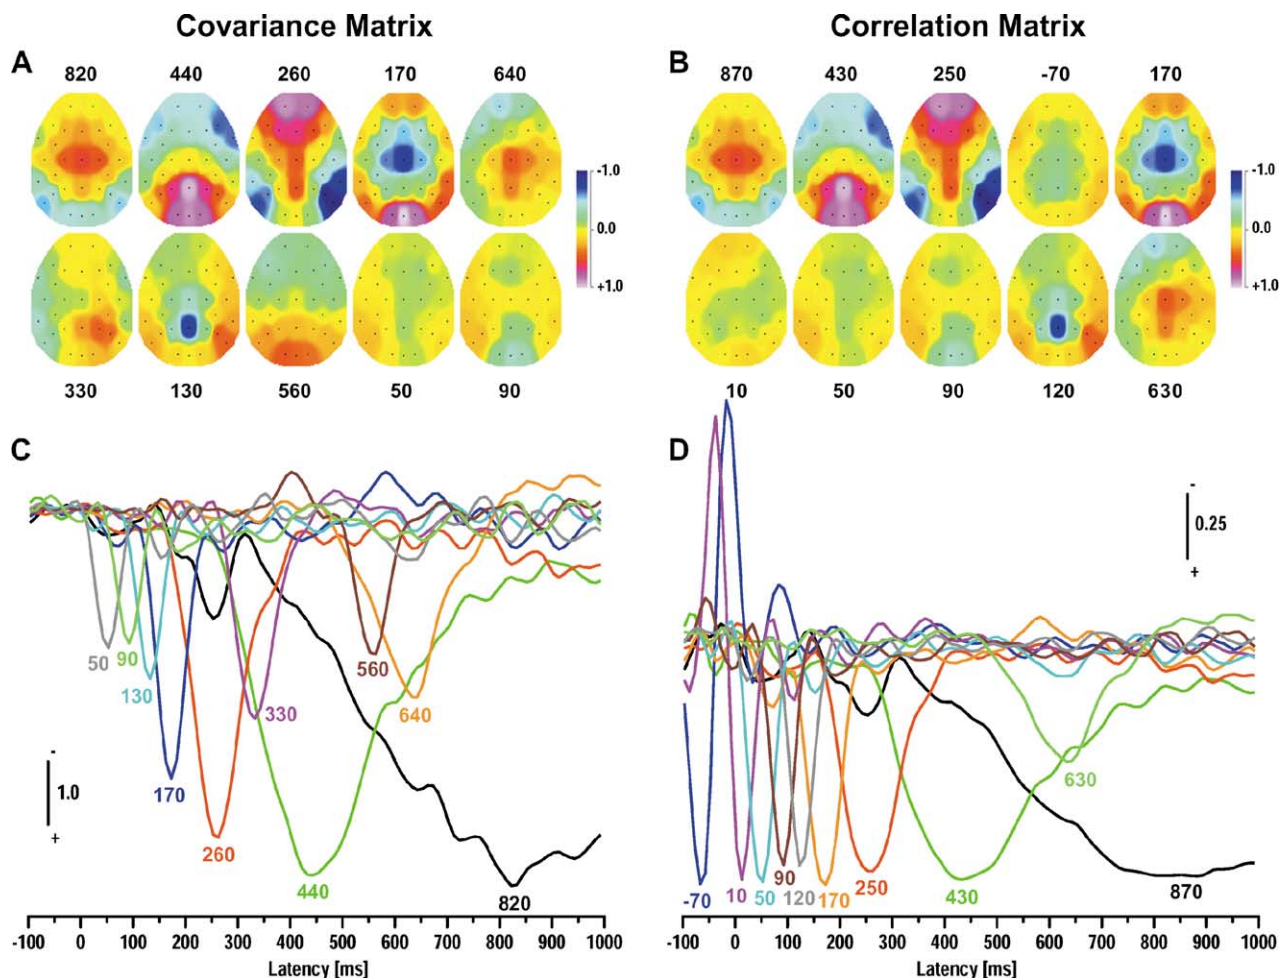 Covariance Matrix
Correlation Matrix
A
820 440 260 170 640
-1.0
0.0
+1.0
330 130 560 50 90
B
870 430 250 -70 170
-1.0
0.0
+1.0
10 50 90 120 630
C
50
90
130
170
260
330
440
560
640
820
-
1.0
+
-100 0 100 200 300 400 500 600 700 800 900 1000
Latency [ms]
D
-
0.25
+
-70
10
50
90
120
170
250
430
630
870
-100 0 100 200 300 400 500 600 700 800 900 1000
Latency [ms]